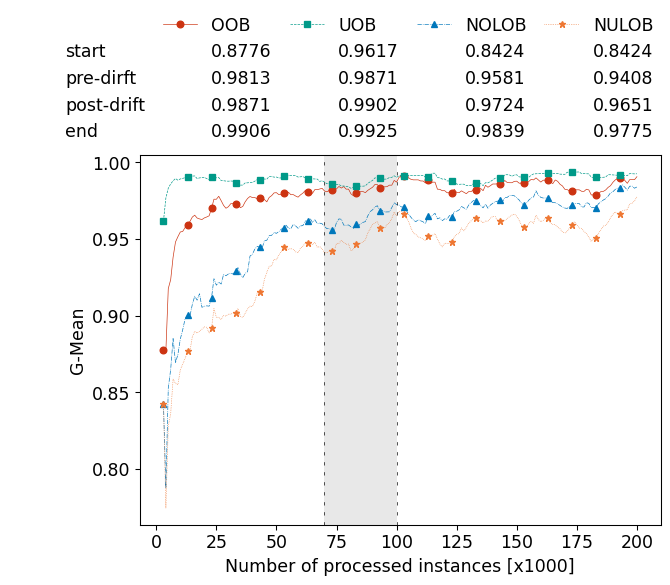 OOB UOB NOLOB NULOB
start 0.8776 0.9617 0.8424 0.8424
pre-dirft 0.9813 0.9871 0.9581 0.9408
post-drift 0.9871 0.9902 0.9724 0.9651
end 0.9906 0.9925 0.9839 0.9775
1.00
0.95
0.90
0.85
0.80
G-Mean
0 25 50 75 100 125 150 175 200
Number of processed instances [x1000]